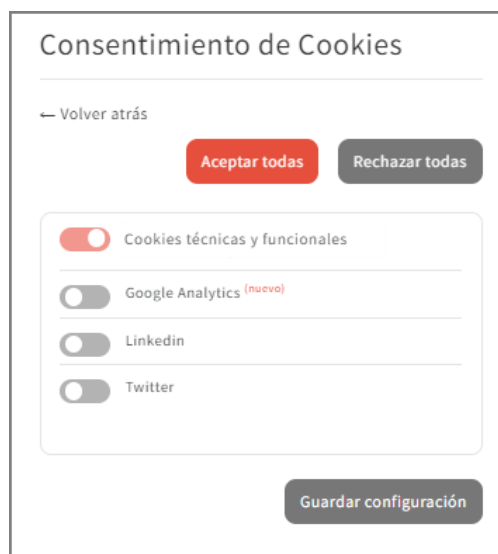 Consentimiento de Cookies
← Volver atrás
Aceptar todas Rechazar todas
Cookies técnicas y funcionales
Google Analytics (nuevo)
Linkedin
Twitter
Guardar configuración